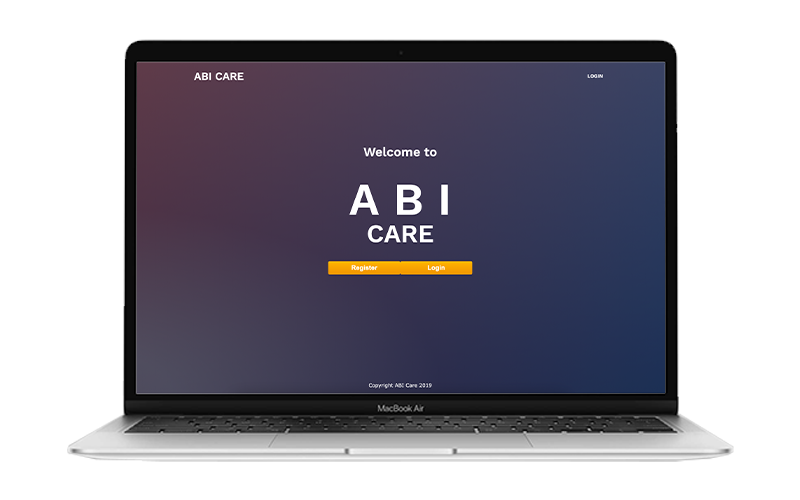 ABI CARE
LOGIN
Welcome to
A B I
CARE
Register Login
Copyright ABI Care 2019
MacBook Air